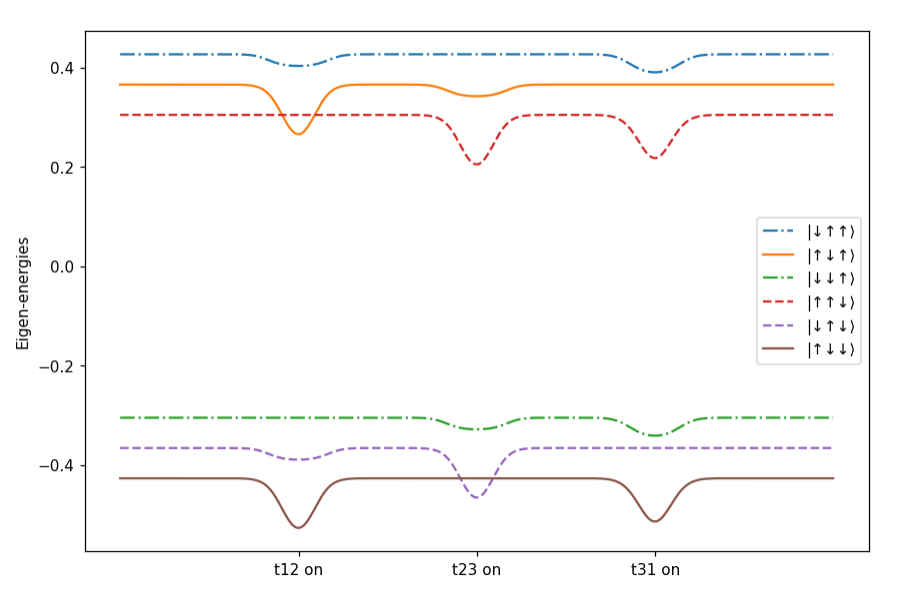 0.4
0.2
0.0
−0.2
−0.4
Eigen-energies
t12 on
t23 on
t31 on
|↓↑↑⟩
|↑↓↑⟩
|↓↓↑⟩
|↑↑↓⟩
|↓↑↓⟩
|↑↓↓⟩